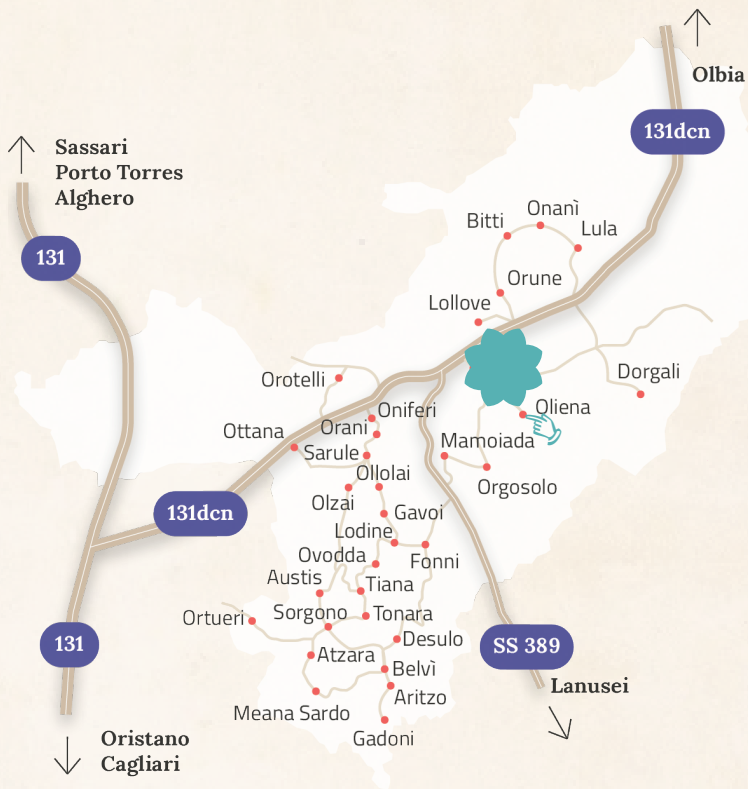 Olbia
131dcn
Sassari
Porto Torres
Alghero
131
Bitti
Onanì
Lula
Orune
Lollove
Orotelli
Dorgali
Oniferi
Oliena
Orani
Ottana
Mamoiada
Sarule
Ollolai
Orgosolo
Olzai
Gavoi
131dcn
Lodine
Ovodda
Fonni
Austis
Tiana
Sorgono
Tonara
Ortueri
Desulo
131
SS 389
Atzara
Belvì
Lanusei
Aritzo
Meana Sardo
Gadoni
Oristano
Cagliari